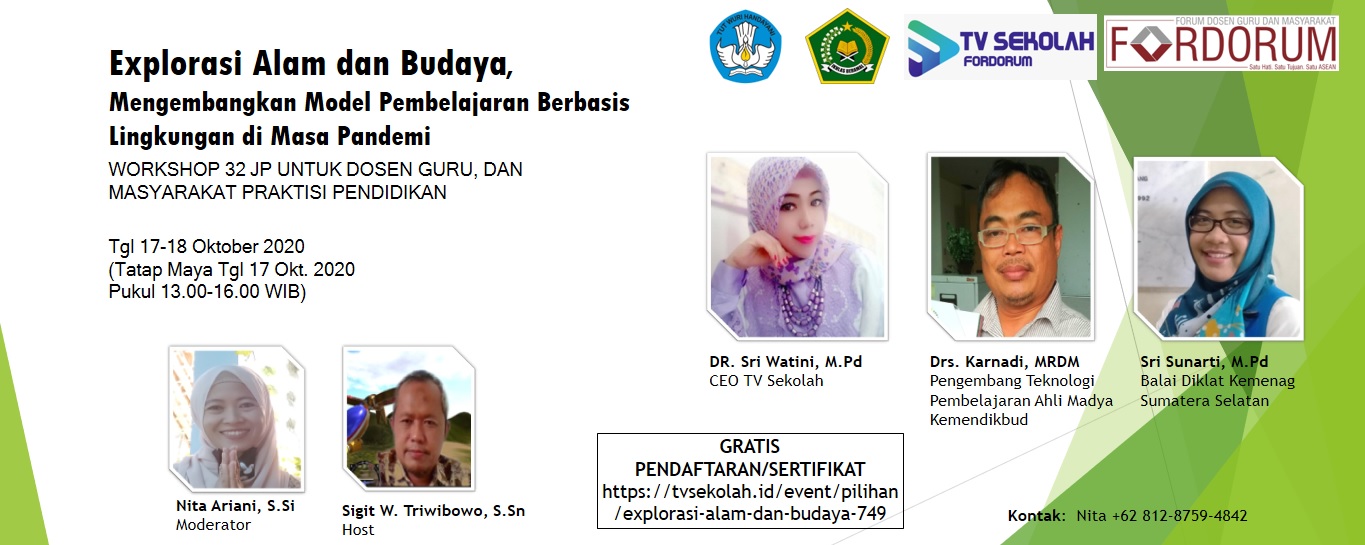 Explorasi Alam dan Budaya,
Mengembangkan Model Pembelajaran Berbasis
Lingkungan di Masa Pandemi
WORKSHOP 32 JP UNTUK DOSEN GURU, DAN
MASYARAKAT PRAKTISI PENDIDIKAN
Tgl 17-18 Oktober 2020
(Tatap Maya Tgl 17 Okt. 2020
Pukul 13.00-16.00 WIB)
TUT WURI HANDAYANI
IKHLAS BERAMAL
TV SEKOLAH
FORDORUM
FORUM DOSEN GURU DAN MASYARAKAT
FORDORUM
Satu Hati. Satu Tujuan. Satu ASEAN
DR. Sri Watini, M.Pd
CEO TV Sekolah
Drs. Karnadi, MRDM
Pengembang Teknologi
Pembelajaran Ahli Madya
Kemendikbud
Sri Sunarti, M.Pd
Balai Diklat Kemenag
Sumatera Selatan
Nita Ariani, S.Si
Moderator
Sigit W. Triwibowo, S.Sn
Host
GRATIS
PENDAFTARAN/SERTIFIKAT
https://tvsekolah.id/event/pilihan
/explorasi-alam-dan-budaya-749
Kontak: Nita +62 812-8759-4842